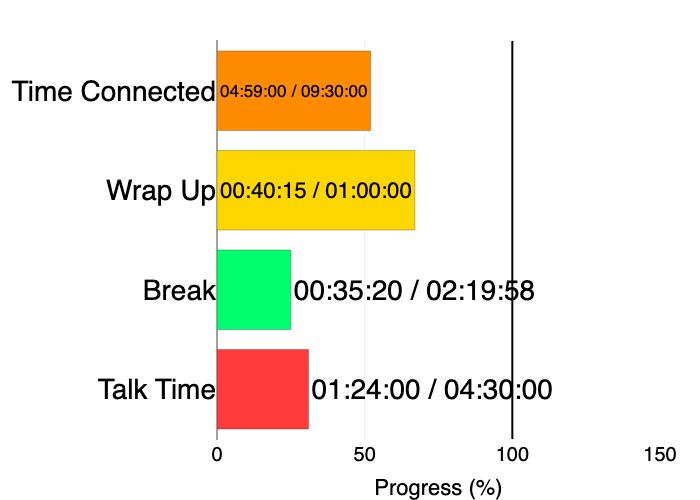 Time Connected 04:59:00 / 09:30:00
Wrap Up 00:40:15 / 01:00:00
Break 00:35:20 / 02:19:58
Talk Time 01:24:00 / 04:30:00
0 50 100 150
Progress (%)